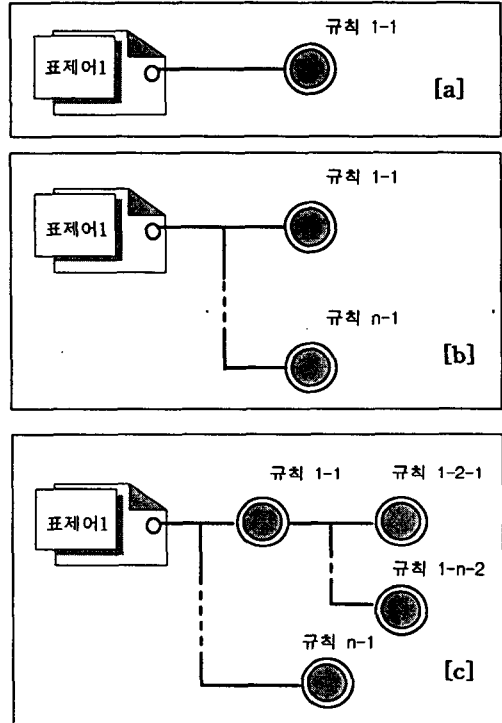 규칙 1-1
표제어1
[a]
규칙 1-1
표제어1
규칙 n-1
[b]
규칙 1-1 규칙 1-2-1
표제어1
규칙 1-n-2
규칙 n-1
[c]